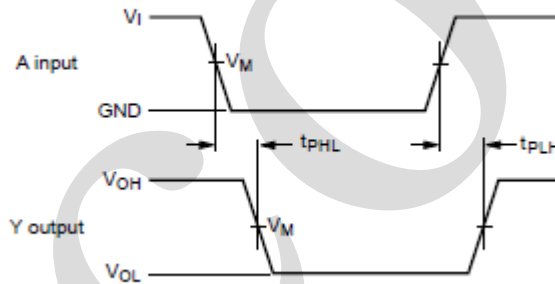 VI
A input
VM
GND
tPHL
tPLH
VOH
Y output
VM
VOL